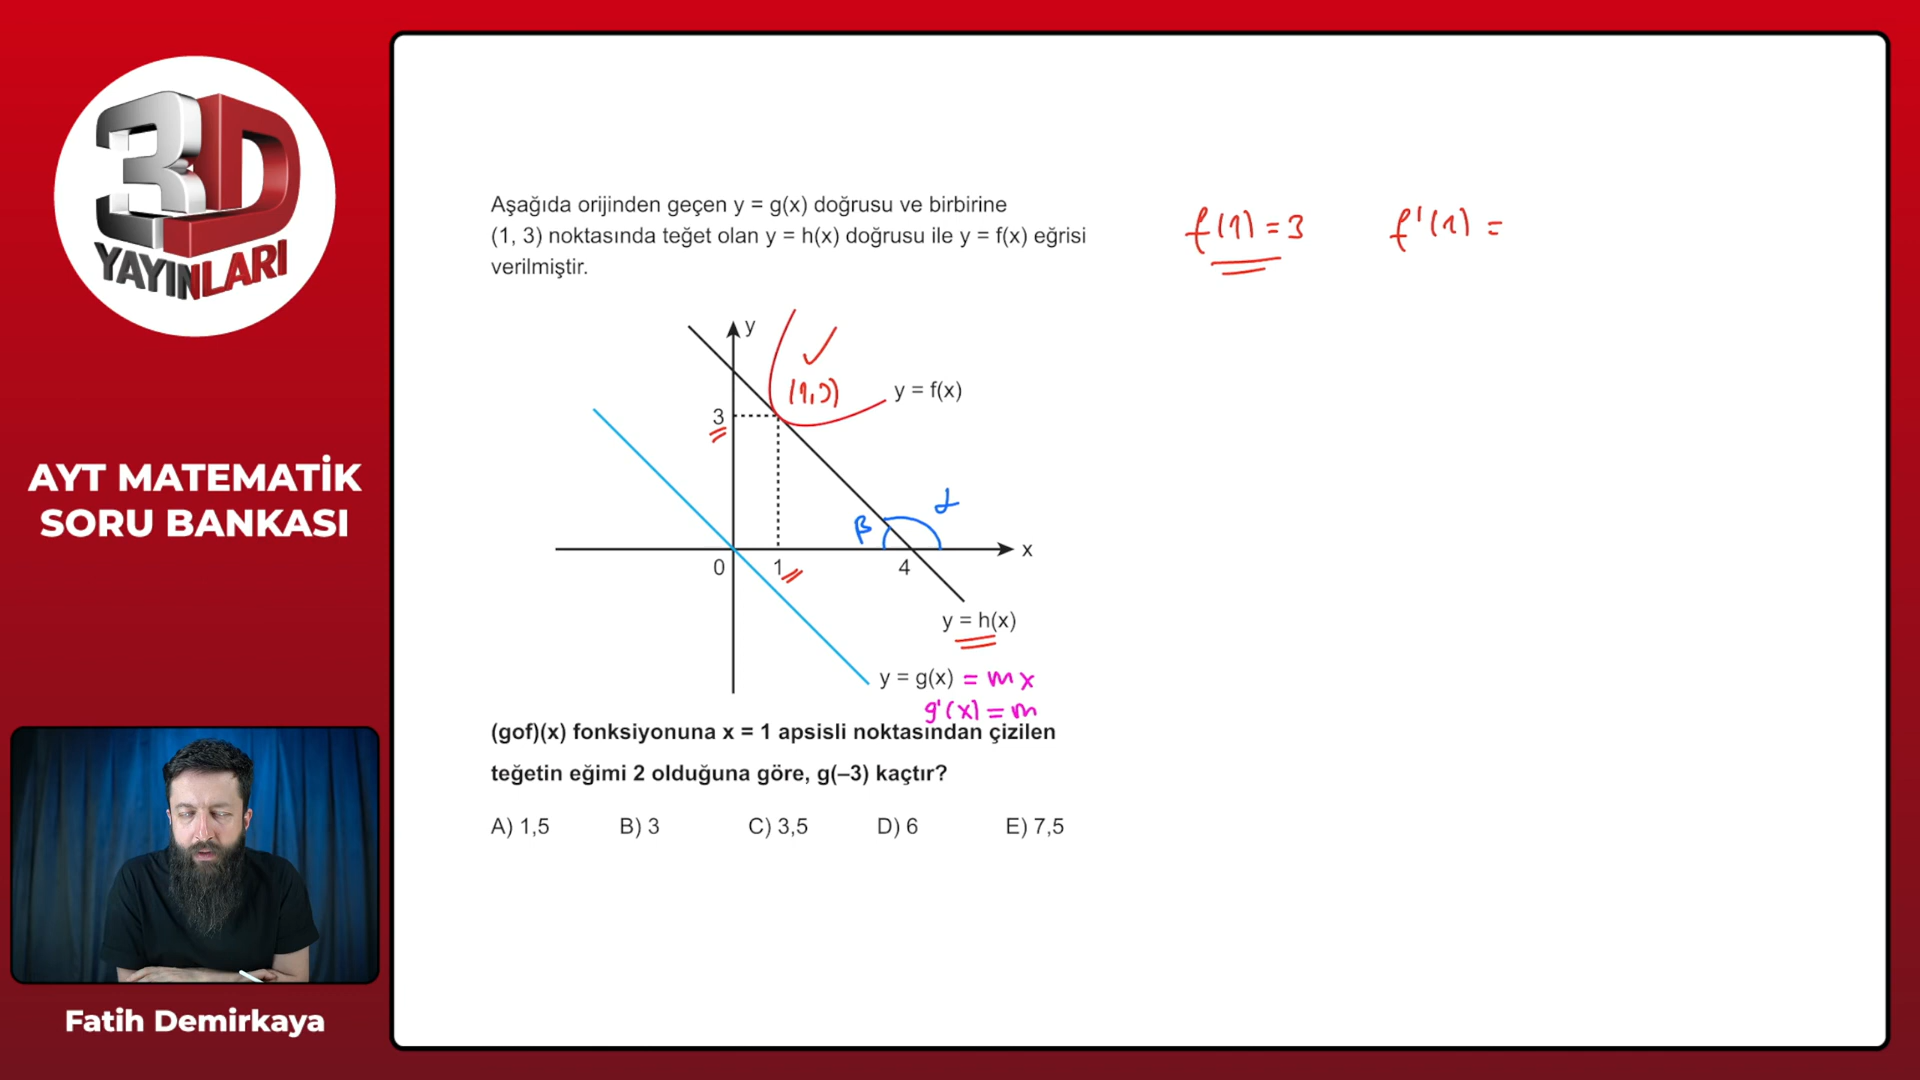 3D
YAYINLARI
AYT MATEMATİK
SORU BANKASI
Fatih Demirkaya
Aşağıda orijinden geçen y = g(x) doğrusu ve birbirine
(1, 3) noktasında teğet olan y = h(x) doğrusu ile y = f(x) eğrisi
verilmiştir.
f(1) = 3 f'(1) =
y
(1,3)
y = f(x)
3
β α
0 1 4 x
y = h(x)
y = g(x) = mx
g'(x) = m
(gof)(x) fonksiyonuna x = 1 apsisli noktasından çizilen
teğetin eğimi 2 olduğuna göre, g(–3) kaçtır?
A) 1,5 B) 3 C) 3,5 D) 6 E) 7,5